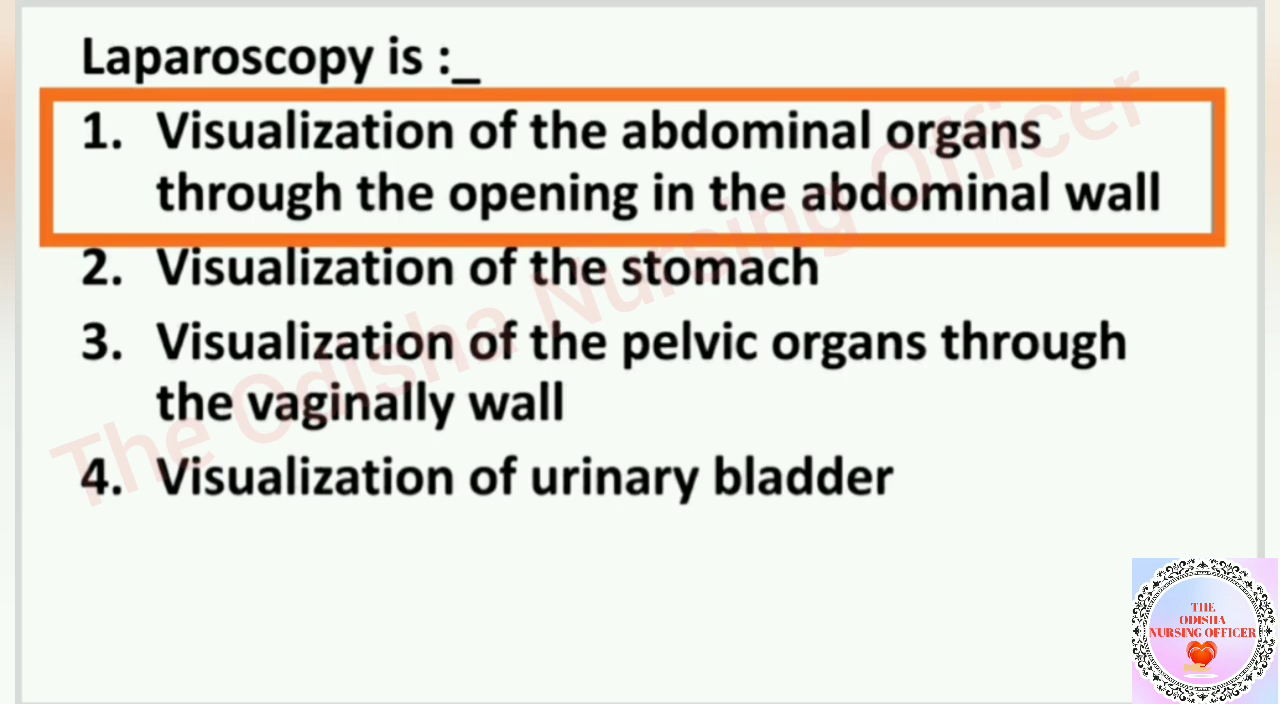 Laparoscopy is :_
1. Visualization of the abdominal organs
through the opening in the abdominal wall
2. Visualization of the stomach
3. Visualization of the pelvic organs through
the vaginally wall
4. Visualization of urinary bladder
The Odisha Nursing Officer
THE
ODISHA
NURSING OFFICER